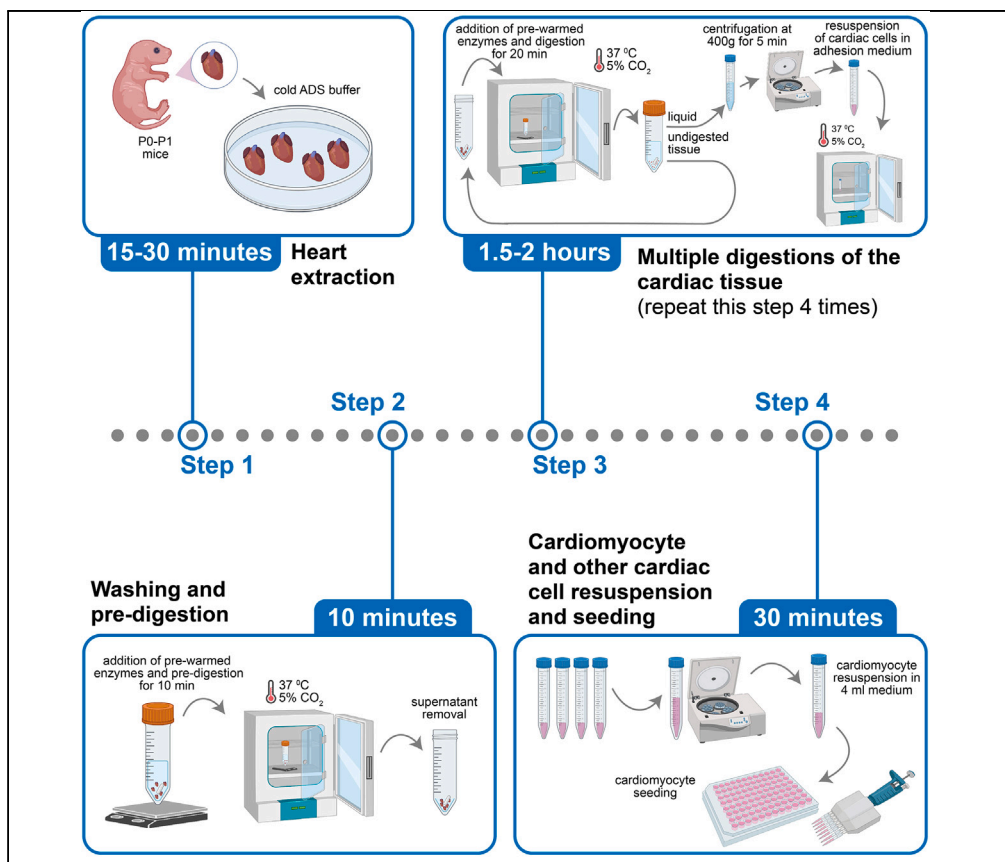 P0-P1
mice
cold ADS buffer
15-30 minutes
Heart
extraction
addition of pre-warmed
enzymes and digestion
for 20 min
37 ⁰C
5% CO₂
liquid
undigested
tissue
centrifugation at
400g for 5 min
resuspension
of cardiac cells in
adhesion medium
37 ⁰C
5% CO₂
1.5-2 hours
Multiple digestions of the
cardiac tissue
(repeat this step 4 times)
Step 1
Step 2
Step 3
Step 4
Washing and
pre-digestion
10 minutes
addition of pre-warmed
enzymes and pre-digestion
for 10 min
37 ⁰C
5% CO₂
supernatant
removal
Cardiomyocyte
and other cardiac
cell resuspension
and seeding
30 minutes
cardiomyocyte
resuspension in
4 ml medium
cardiomyocyte
seeding